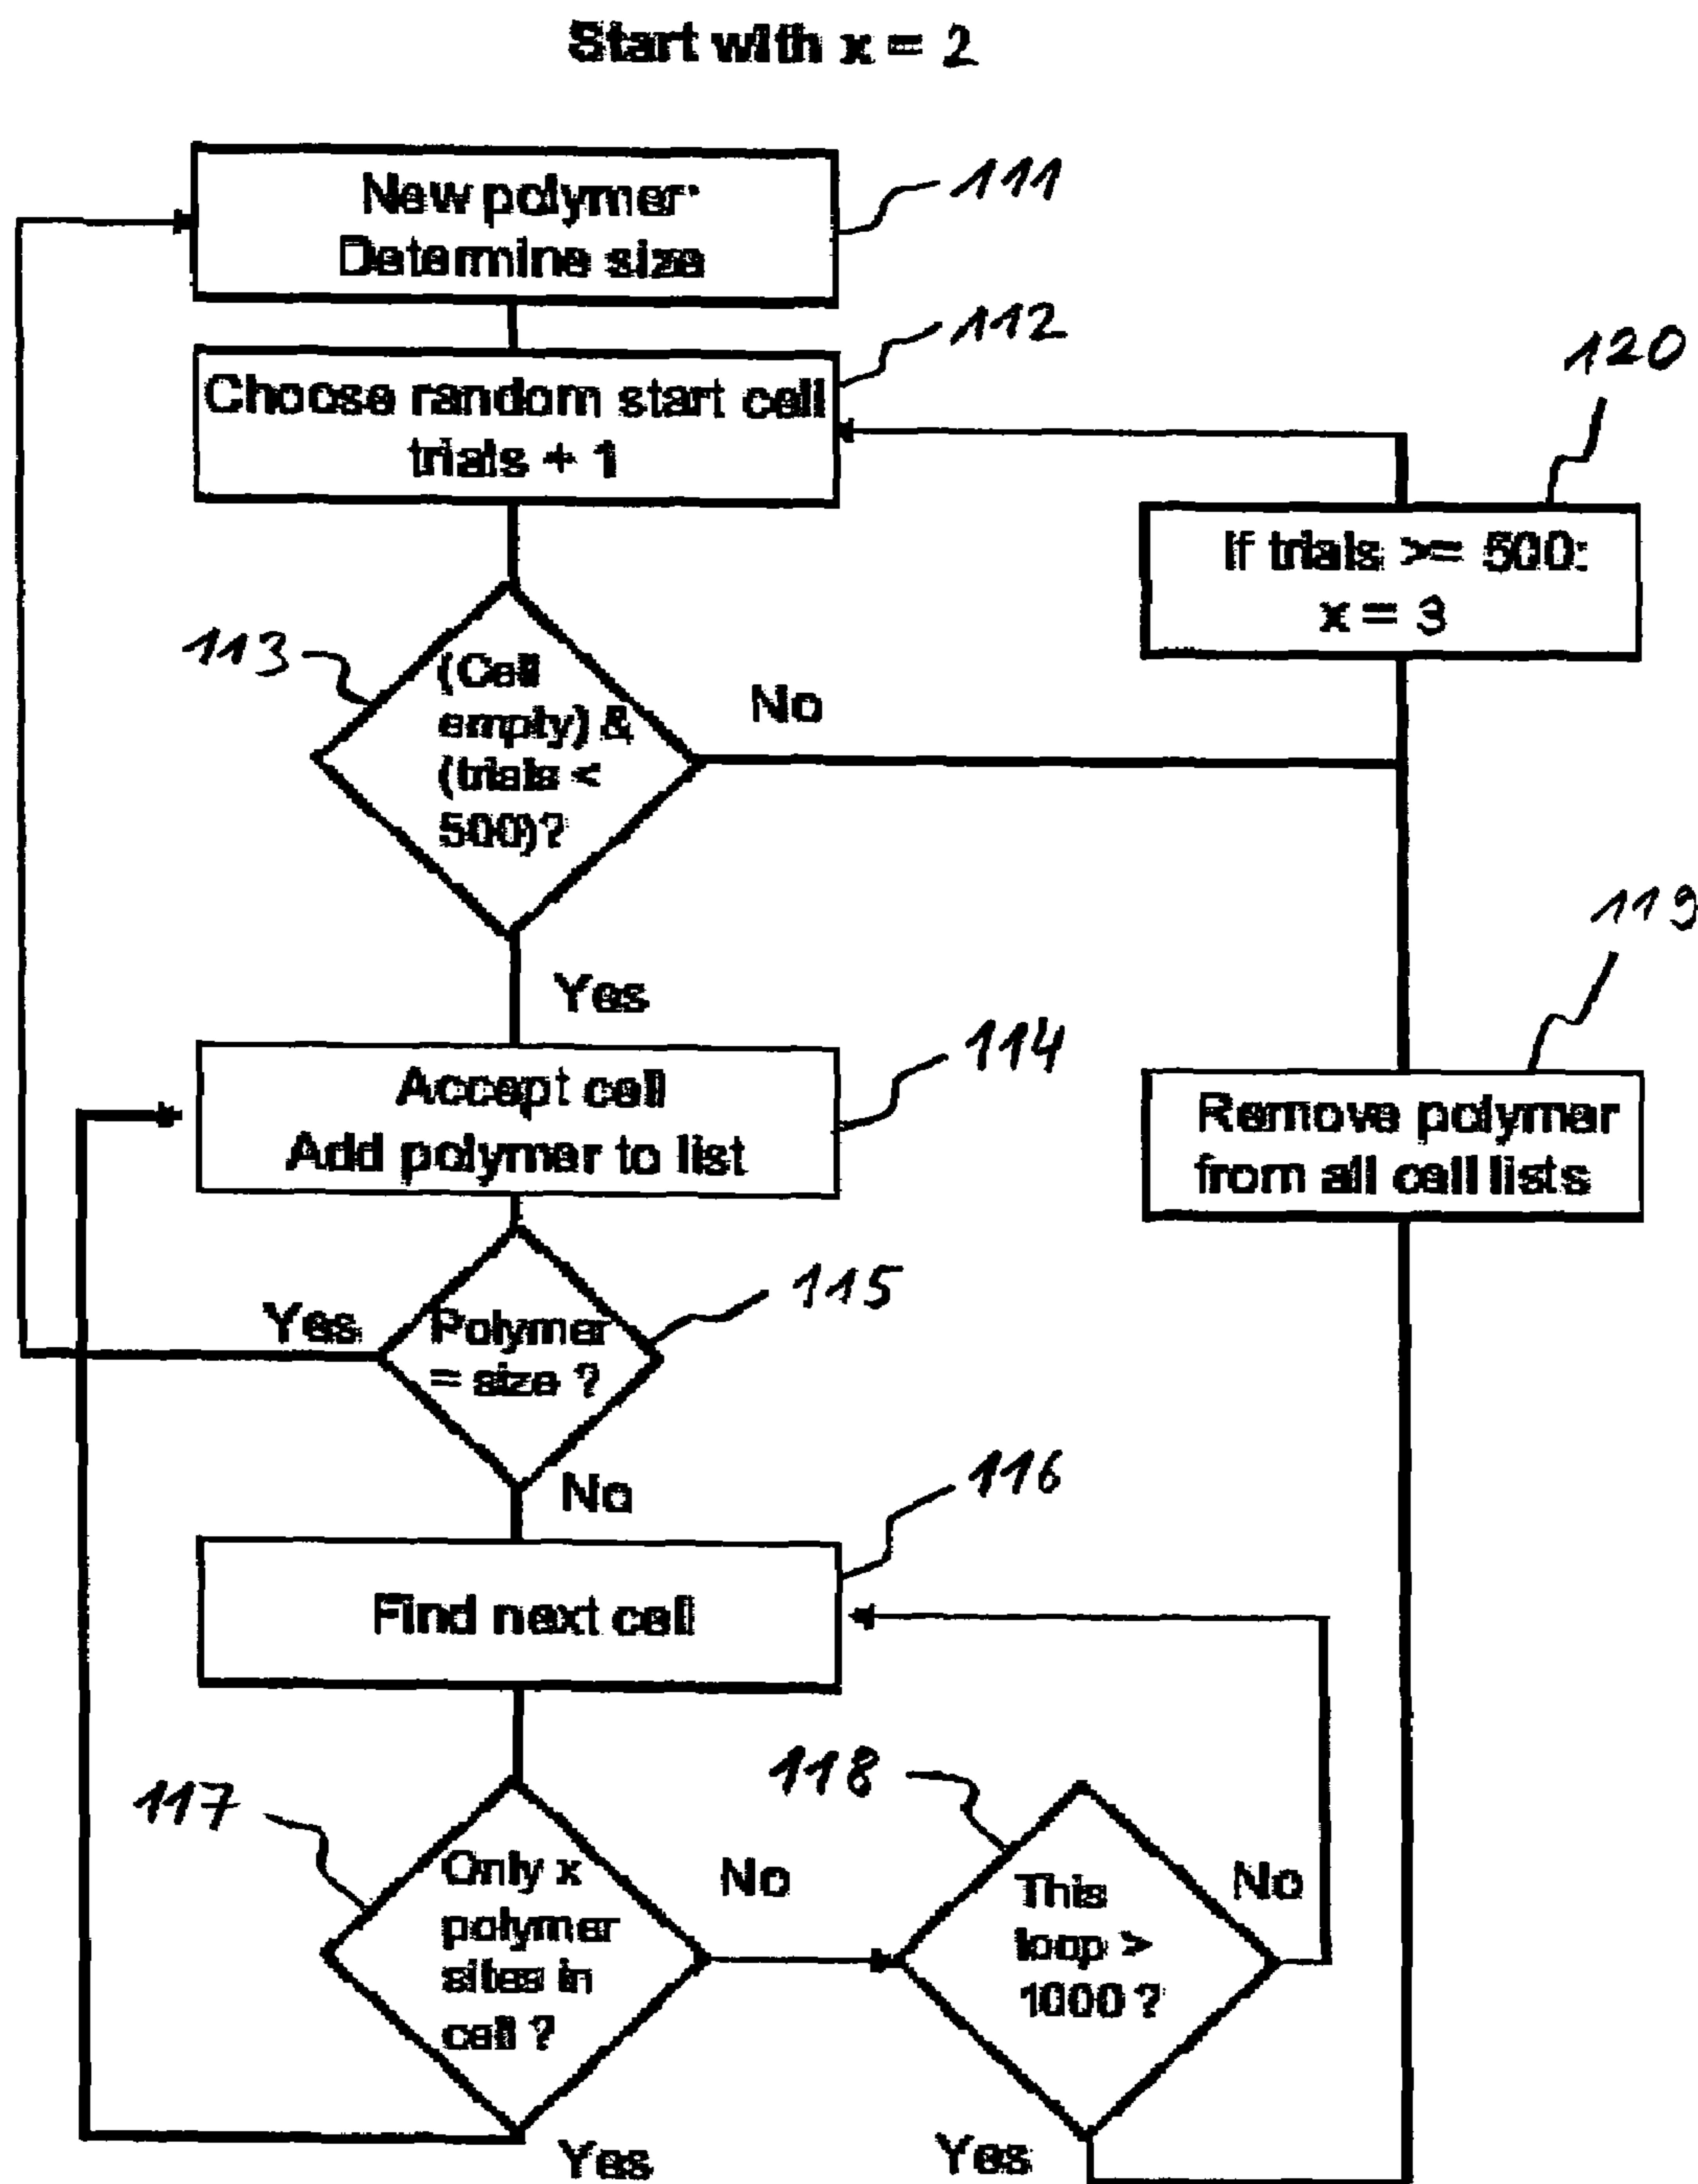 Start with x = 2
New polymer:
Determine size
111
Choose random start cell
trials + 1
112
120
If trials >= 500:
x = 3
113
(Cell
empty) &
(trials <
500)?
No
Yes
119
Remove polymer
from all cell lists
Accept cell
Add polymer to list
114
Yes
Polymer
= size ?
115
No
Find next cell
116
117
Only x
polymer
sites in
cell ?
No
118
This
loop >
1000 ?
No
Yes
Yes